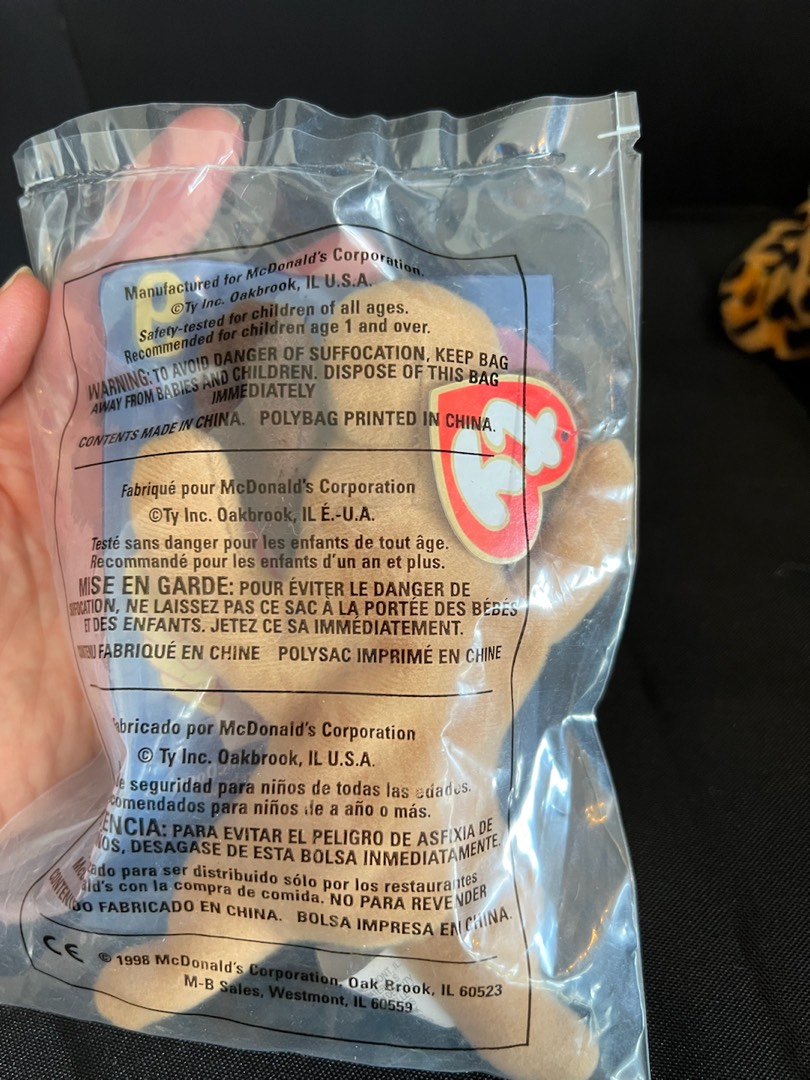 Manufactured for McDonald's Corporation.
©Ty Inc. Oakbrook, IL U.S.A.
Safety-tested for children of all ages.
Recommended for children age 1 and over.
WARNING: TO AVOID DANGER OF SUFFOCATION, KEEP BAG
AWAY FROM BABIES AND CHILDREN. DISPOSE OF THIS BAG
IMMEDIATELY
CONTENTS MADE IN CHINA. POLYBAG PRINTED IN CHINA.
ty
Fabriqué pour McDonald's Corporation
©Ty Inc. Oakbrook, IL É.-U.A.
Testé sans danger pour les enfants de tout âge.
Recommandé pour les enfants d'un an et plus.
MISE EN GARDE: POUR ÉVITER LE DANGER DE
SUFFOCATION, NE LAISSEZ PAS CE SAC À LA PORTÉE DES BÉBÉS
ET DES ENFANTS. JETEZ CE SA IMMÉDIATEMENT.
FABRIQUÉ EN CHINE POLYSAC IMPRIMÉ EN CHINE
abricado por McDonald's Corporation
© Ty Inc. Oakbrook, IL U.S.A.
e seguridad para niños de todas las edades.
comendados para niños de a año o más.
ENCIA: PARA EVITAR EL PELIGRO DE ASFIXIA DE
ÑOS, DESAGASE DE ESTA BOLSA INMEDIATAMENTE.
cado para ser distribuido sólo por los restaurantes
ald's con la compra de comida. NO PARA REVENDER
DO FABRICADO EN CHINA. BOLSA IMPRESA EN CHINA.
CE © 1998 McDonald's Corporation, Oak Brook, IL 60523
M-B Sales, Westmont, IL 60559